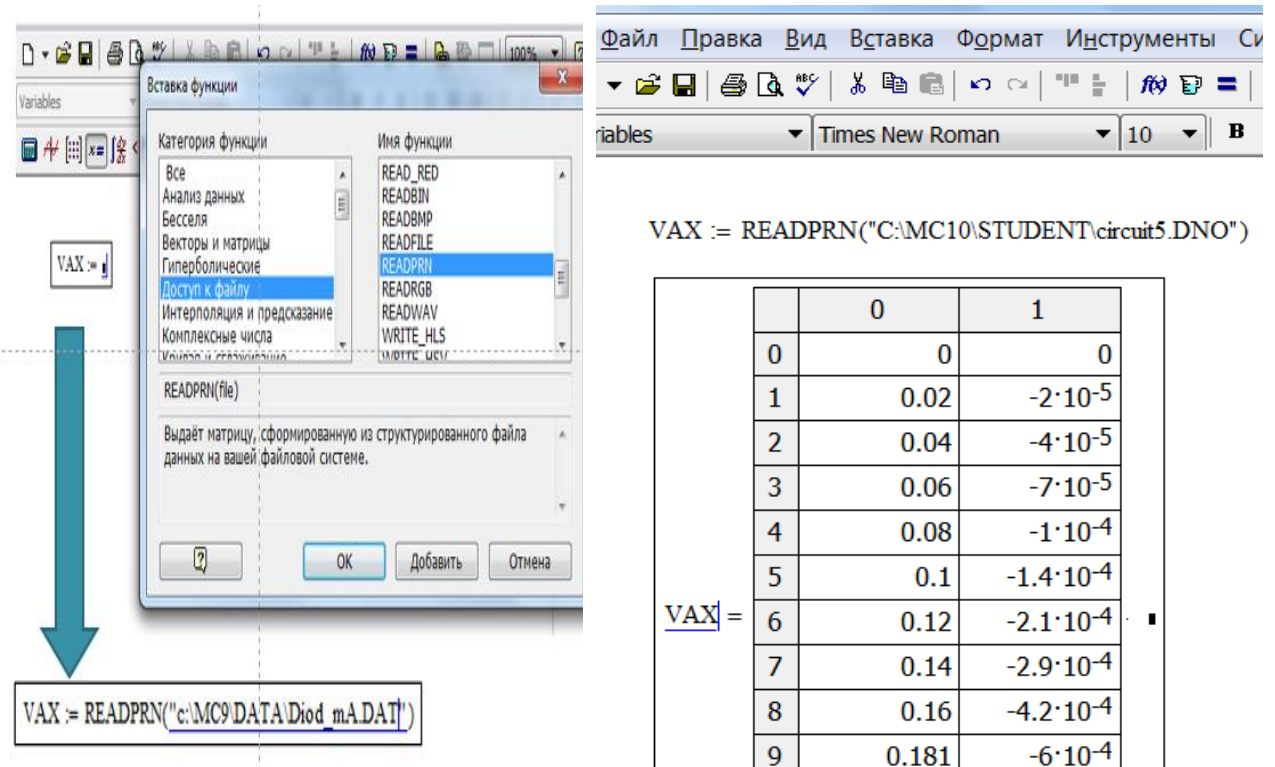 100%
Variables
Вставка функции
Категория функции
Все
Анализ данных
Бесселя
Векторы и матрицы
Гиперболические
Доступ к файлу
Интерполяция и предсказание
Комплексные числа
Имя функции
READ_RED
READBIN
READBMP
READFILE
READPRN
READRGB
READWAV
WRITE_HLS
WRITE_HSV
READPRN(file)
Выдаёт матрицу, сформированную из структурированного файла
данных на вашей файловой системе.
OK
Добавить
Отмена
VAX :=
VAX := READPRN("c:\MC9\DATA\Diod_mA.DAT")
Файл Правка Вид Вставка Формат Инструменты Си
riables Times New Roman 10 B
VAX := READPRN("C:\MC10\STUDENT\circuit5.DNO")
0 1
0 0 0
1 0.02 -2·10-5
2 0.04 -4·10-5
3 0.06 -7·10-5
4 0.08 -1·10-4
5 0.1 -1.4·10-4
VAX = 6 0.12 -2.1·10-4
7 0.14 -2.9·10-4
8 0.16 -4.2·10-4
9 0.181 -6·10-4